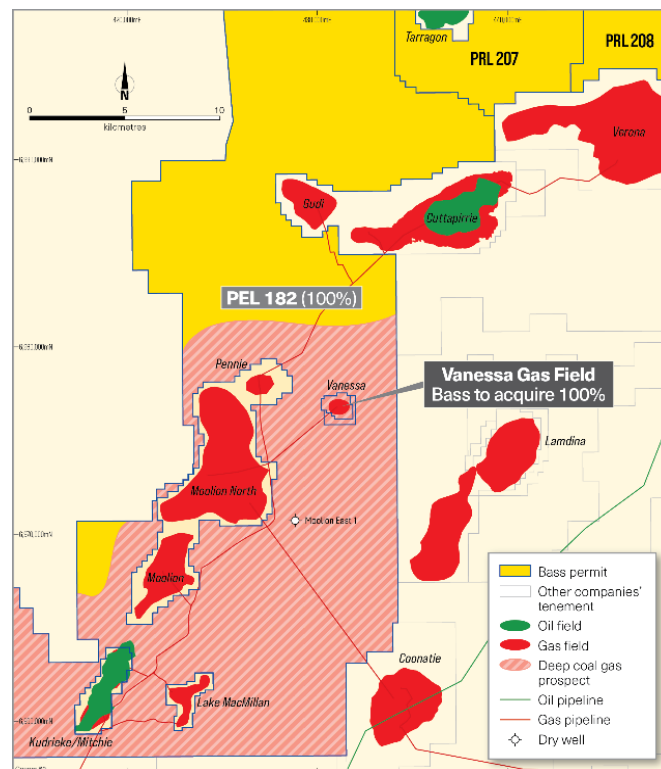 Tarragon
PRL 207
PRL 208
N
0
5
10
kilometres
Verona
Gudi
Cuttapirrie
PEL 182 (100%)
Pennie
Vanessa
Vanessa Gas Field
Bass to acquire 100%
Lamdina
Moolion North
Moolion East 1
Moolion
Coonatie
Lake MacMillan
Kudrieke/Mitchie
Bass permit
Other companies'
tenement
Oil field
Gas field
Deep coal gas
prospect
Oil pipeline
Gas pipeline
Dry well